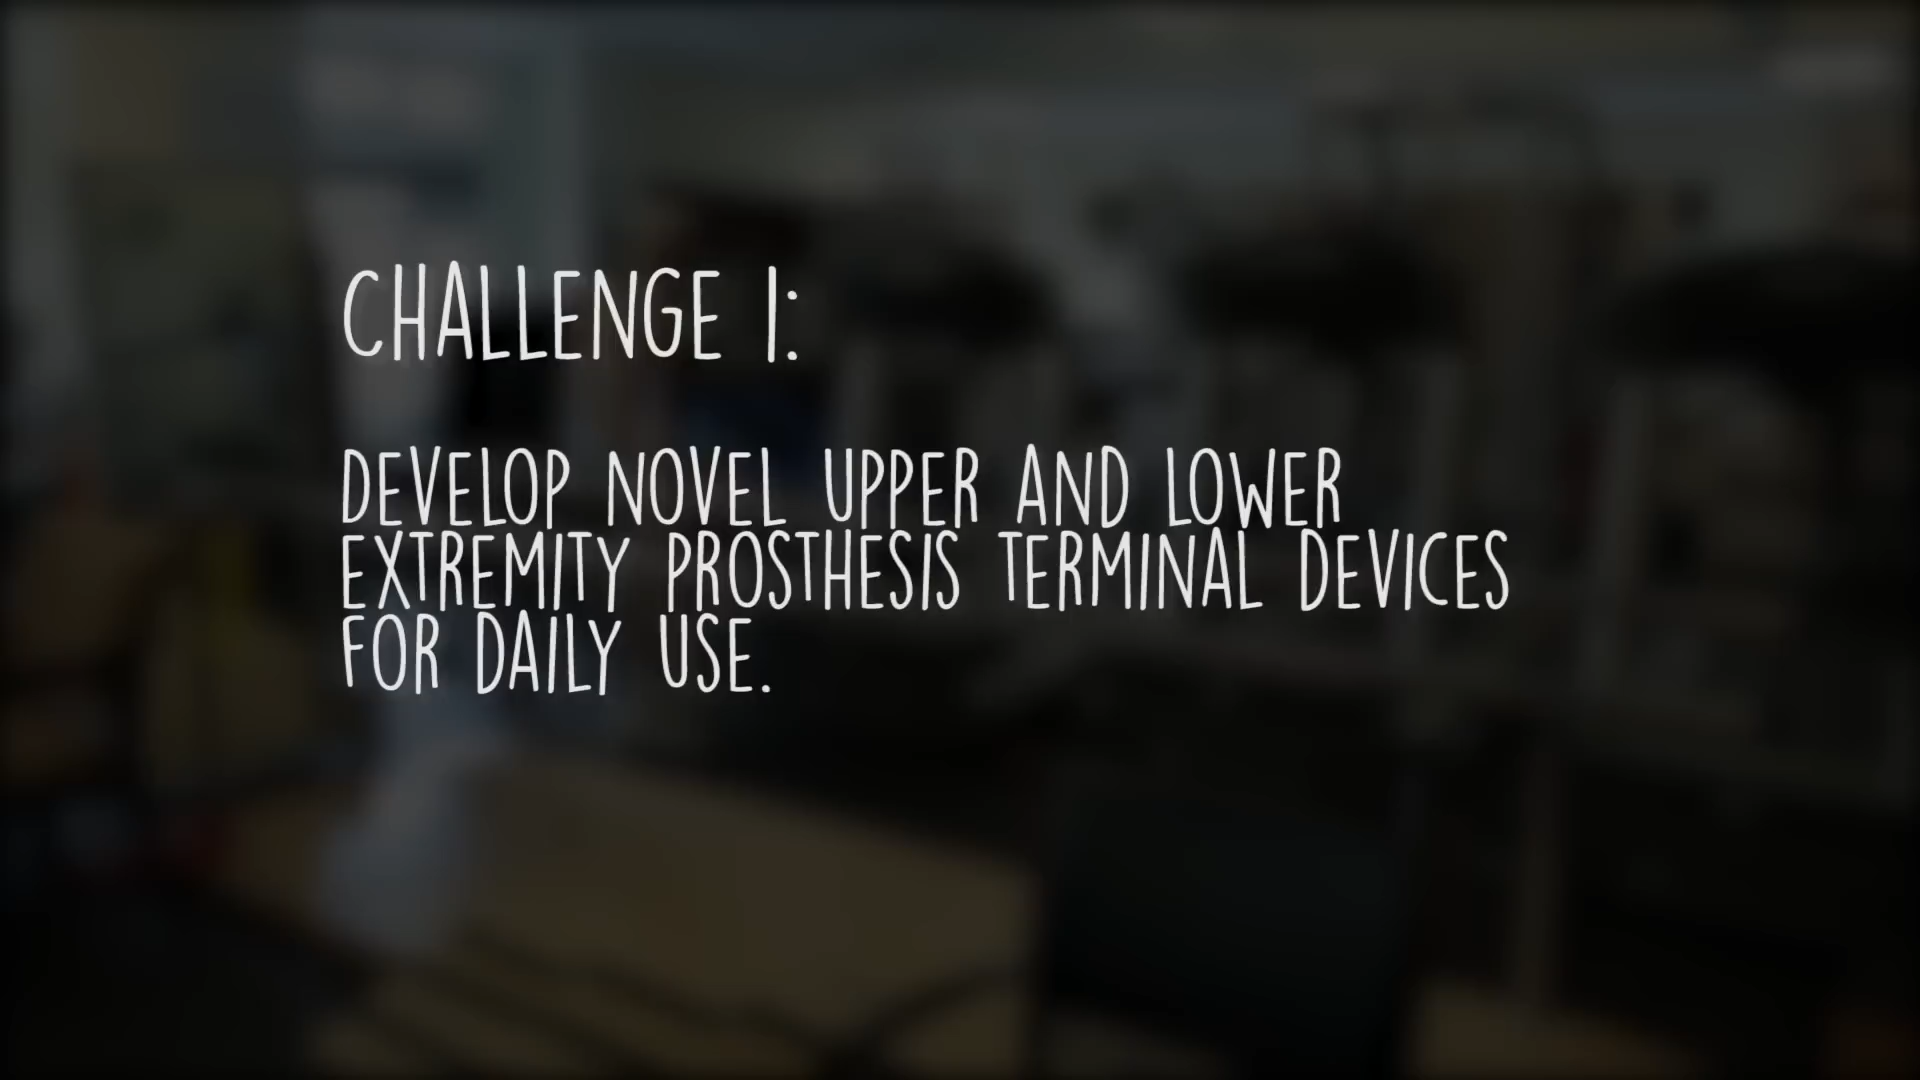 CHALLENGE 1:
DEVELOP NOVEL UPPER AND LOWER
EXTREMITY PROSTHESIS TERMINAL DEVICES
FOR DAILY USE.